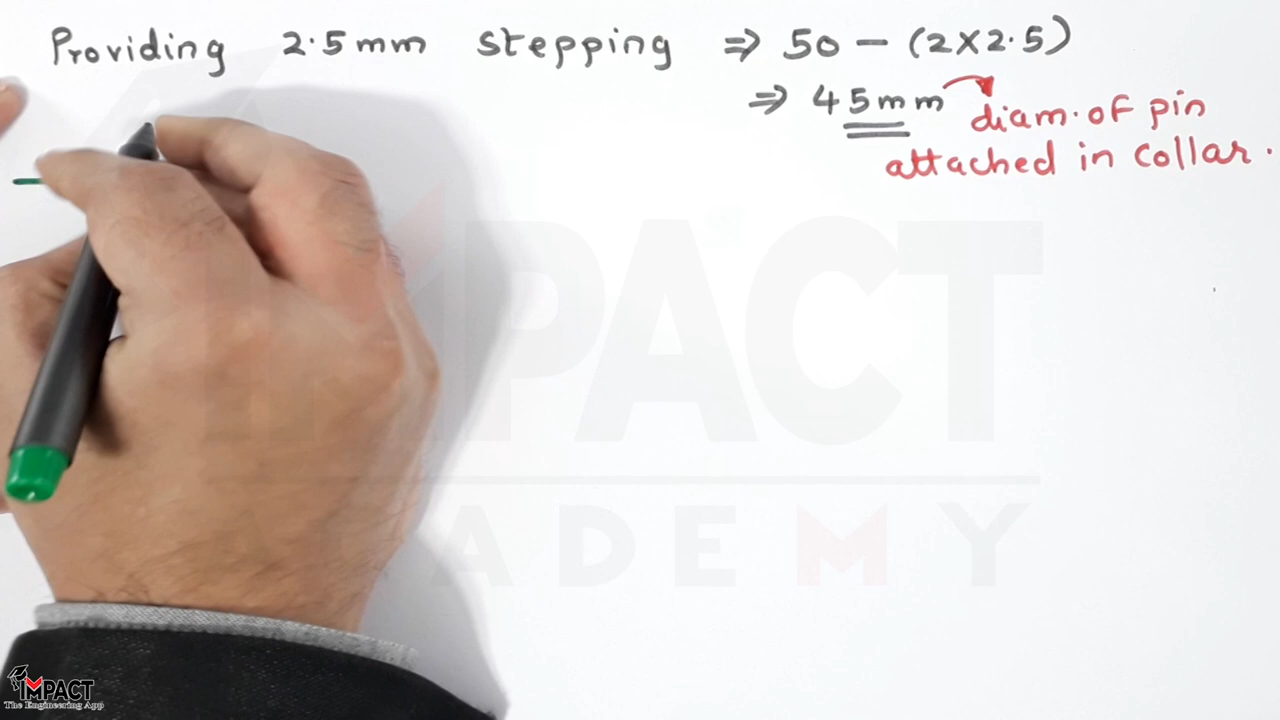 Providing 2.5mm stepping ⇒ 50 - (2×2.5)
⇒ 45mm
diam. of pin
attached in collar.
IMPACT
ACADEMY
IMPACT
The Engineering App